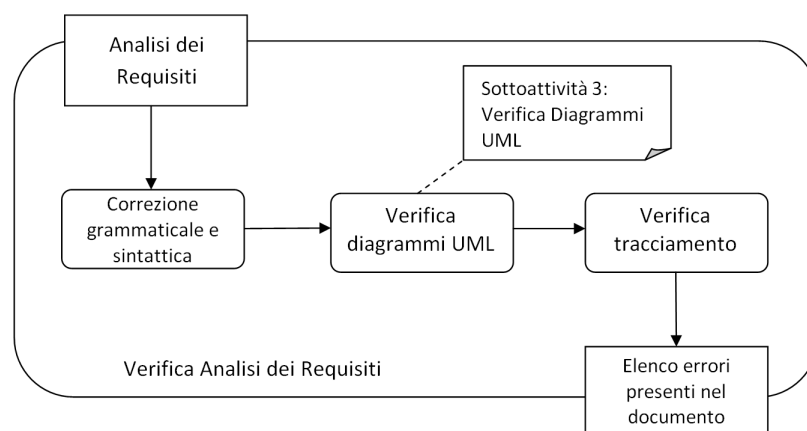 Analisi dei
Requisiti
Sottoattività 3:
Verifica Diagrammi
UML
Correzione
grammaticale e
sintattica
Verifica
diagrammi UML
Verifica
tracciamento
Verifica Analisi dei Requisiti
Elenco errori
presenti nel
documento